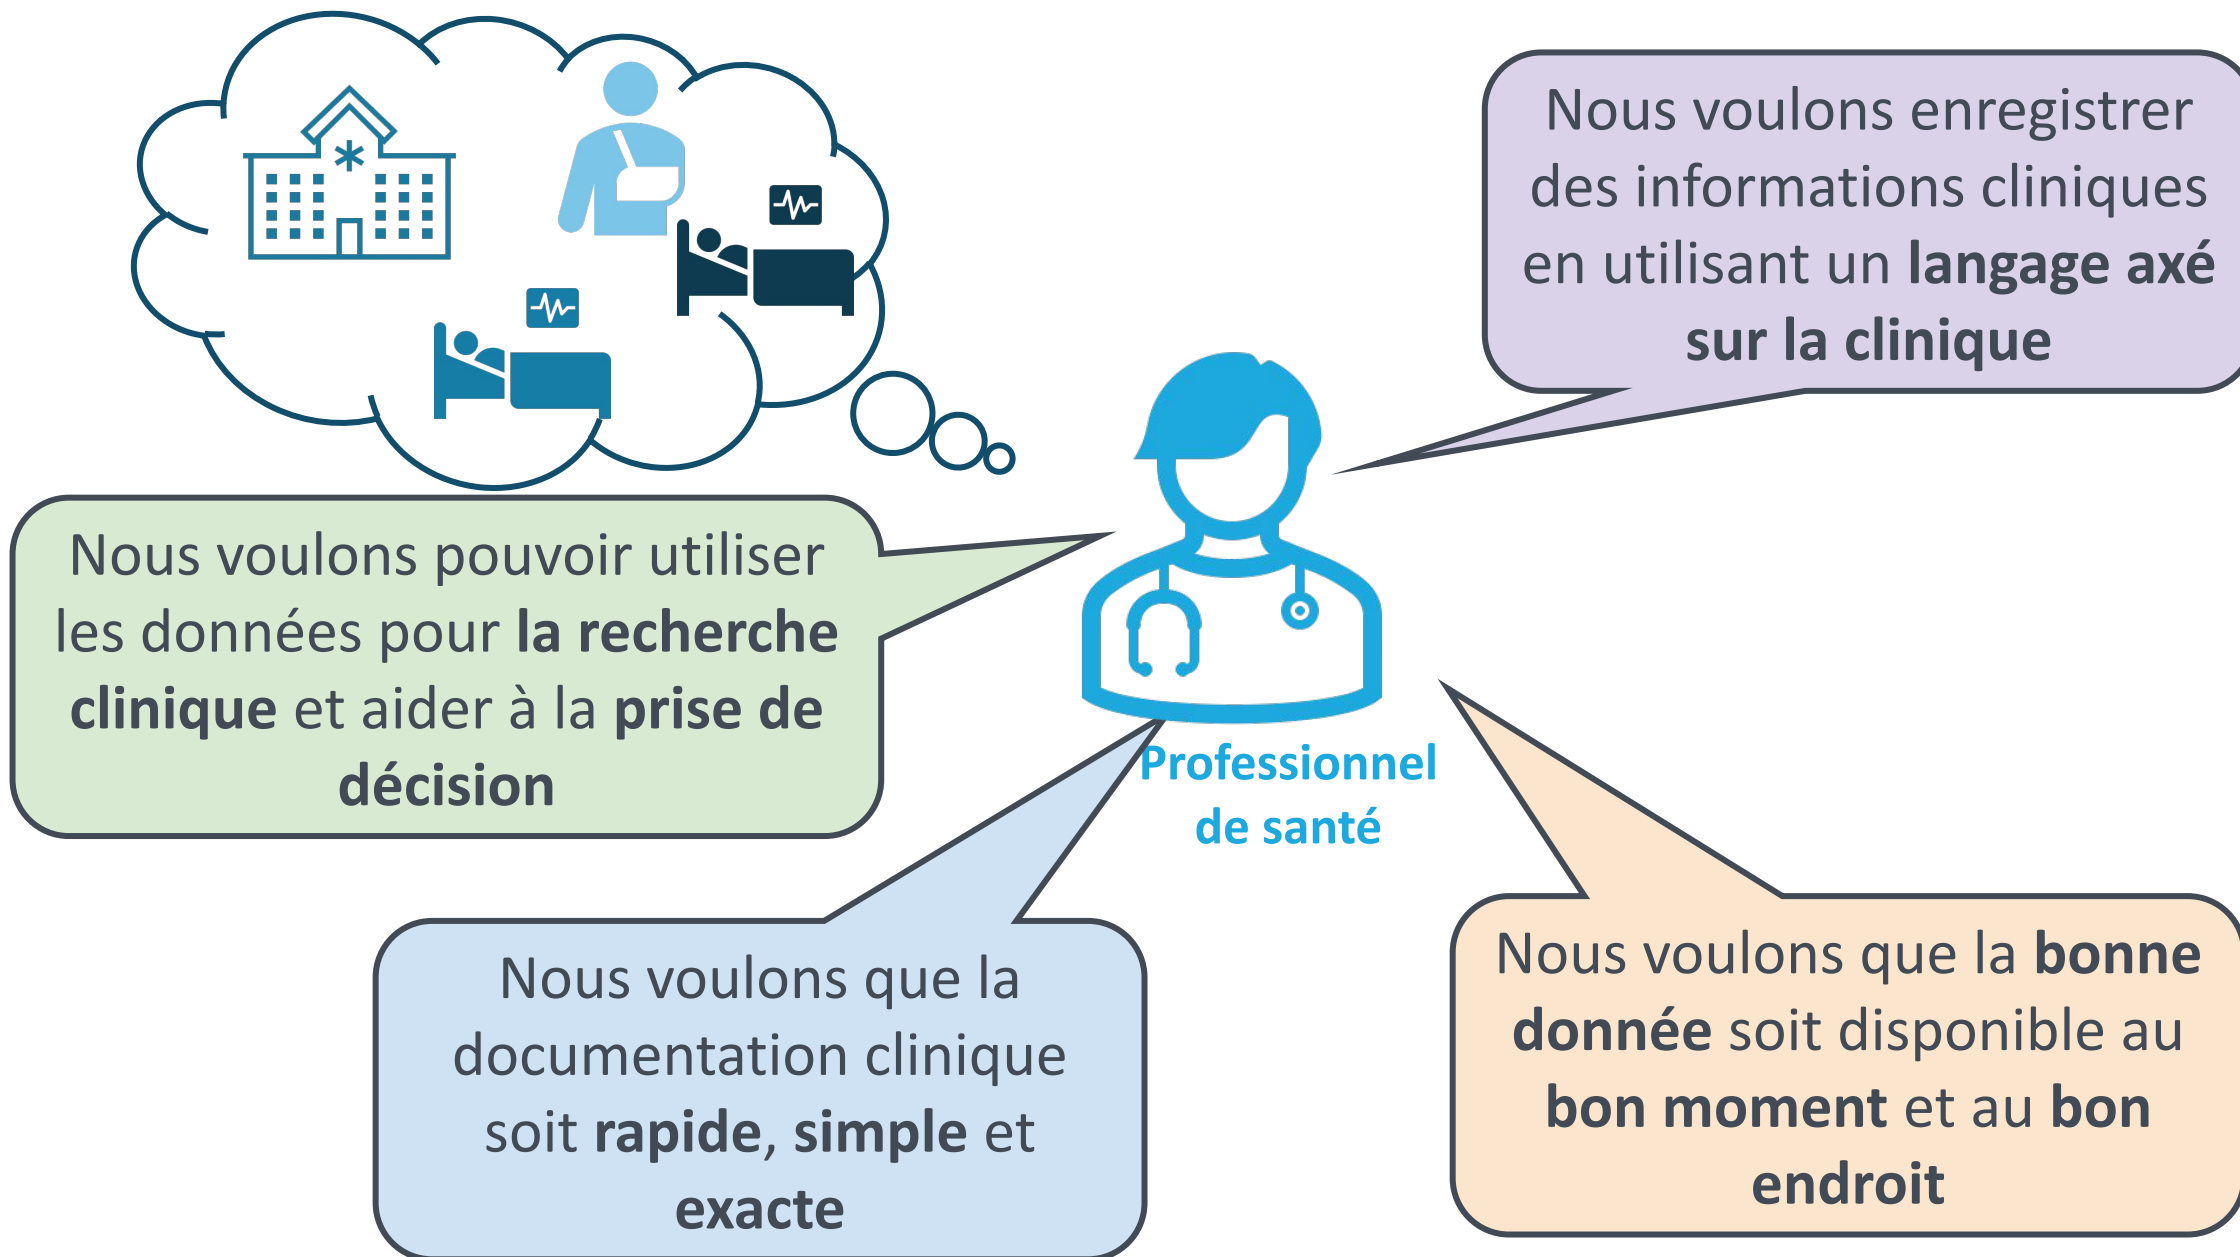 Nous voulons enregistrer
des informations cliniques
en utilisant un langage axé
sur la clinique
Nous voulons pouvoir utiliser
les données pour la recherche
clinique et aider à la prise de
décision
Professionnel
de santé
Nous voulons que la
documentation clinique
soit rapide, simple et
exacte
Nous voulons que la bonne
donnée soit disponible au
bon moment et au bon
endroit